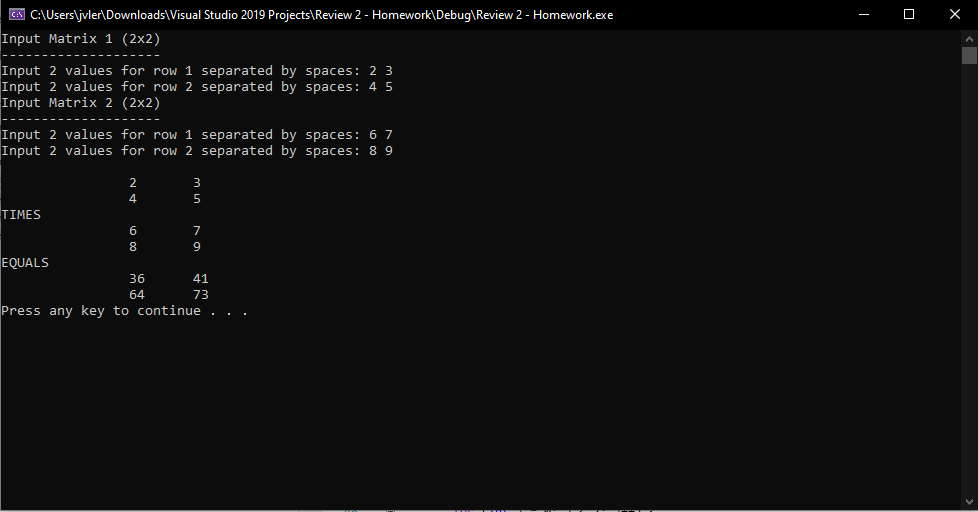 C:\Users\jvler\Downloads\Visual Studio 2019 Projects\Review 2 - Homework\Debug\Review 2 - Homework.exe
Input Matrix 1 (2x2)
--------------------
Input 2 values for row 1 separated by spaces: 2 3
Input 2 values for row 2 separated by spaces: 4 5
Input Matrix 2 (2x2)
--------------------
Input 2 values for row 1 separated by spaces: 6 7
Input 2 values for row 2 separated by spaces: 8 9
2 3
4 5
TIMES
6 7
8 9
EQUALS
36 41
64 73
Press any key to continue . . .